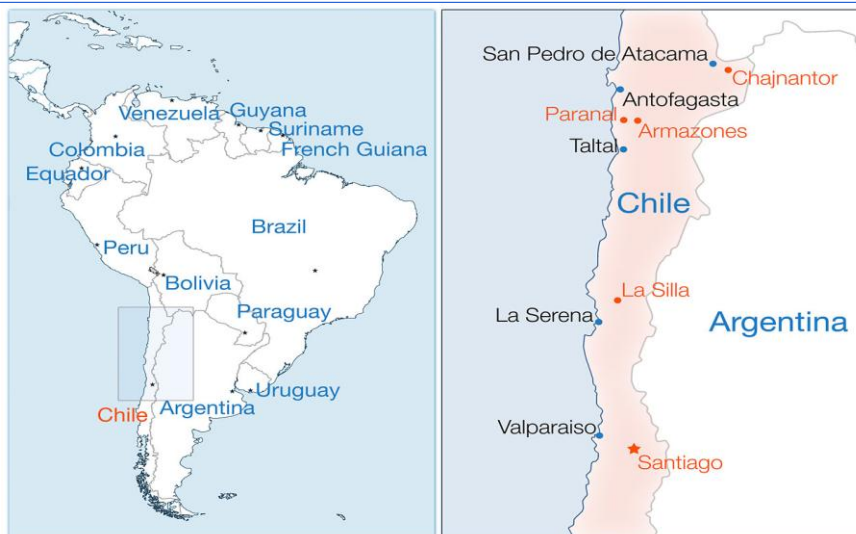 Venezuela
Guyana
Suriname
Colombia
French Guiana
Equador
Brazil
Peru
Bolivia
Paraguay
Uruguay
Chile
Argentina
San Pedro de Atacama
Chajnantor
Antofagasta
Paranal
Armazones
Taltal
Chile
La Silla
La Serena
Argentina
Valparaiso
Santiago